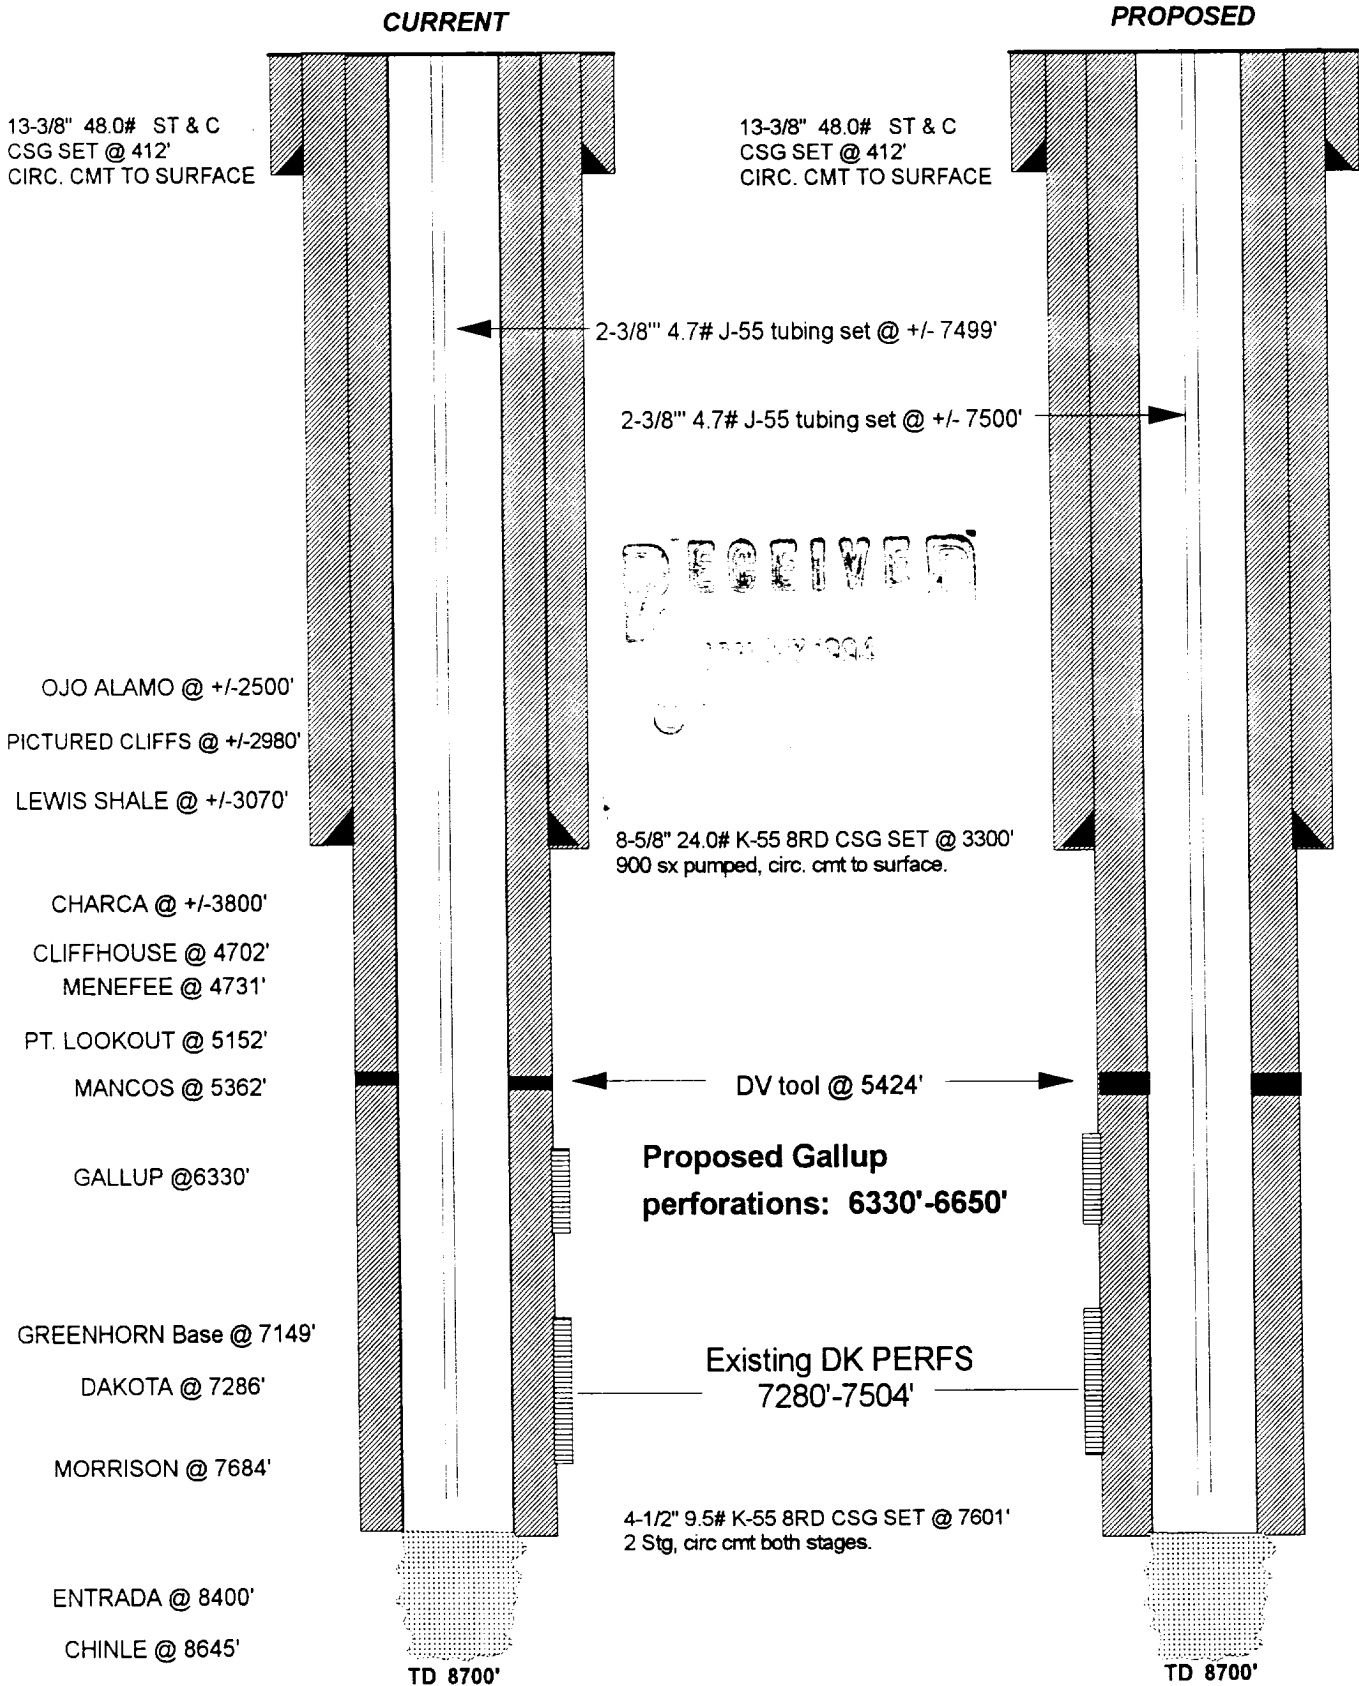 CURRENT
PROPOSED
13-3/8" 48.0# ST & C
CSG SET @ 412'
CIRC. CMT TO SURFACE
13-3/8" 48.0# ST & C
CSG SET @ 412'
CIRC. CMT TO SURFACE
2-3/8''' 4.7# J-55 tubing set @ +/- 7499'
2-3/8''' 4.7# J-55 tubing set @ +/- 7500'
RECEIVED
1994
OJO ALAMO @ +/-2500'
PICTURED CLIFFS @ +/-2980'
LEWIS SHALE @ +/-3070'
8-5/8" 24.0# K-55 8RD CSG SET @ 3300'
900 sx pumped, circ. cmt to surface.
CHARCA @ +/-3800'
CLIFFHOUSE @ 4702'
MENEFEE @ 4731'
PT. LOOKOUT @ 5152'
MANCOS @ 5362'
DV tool @ 5424'
GALLUP @6330'
Proposed Gallup
perforations: 6330'-6650'
GREENHORN Base @ 7149'
DAKOTA @ 7286'
Existing DK PERFS
7280'-7504'
MORRISON @ 7684'
4-1/2" 9.5# K-55 8RD CSG SET @ 7601'
2 Stg, circ cmt both stages.
ENTRADA @ 8400'
CHINLE @ 8645'
TD 8700'
TD 8700'